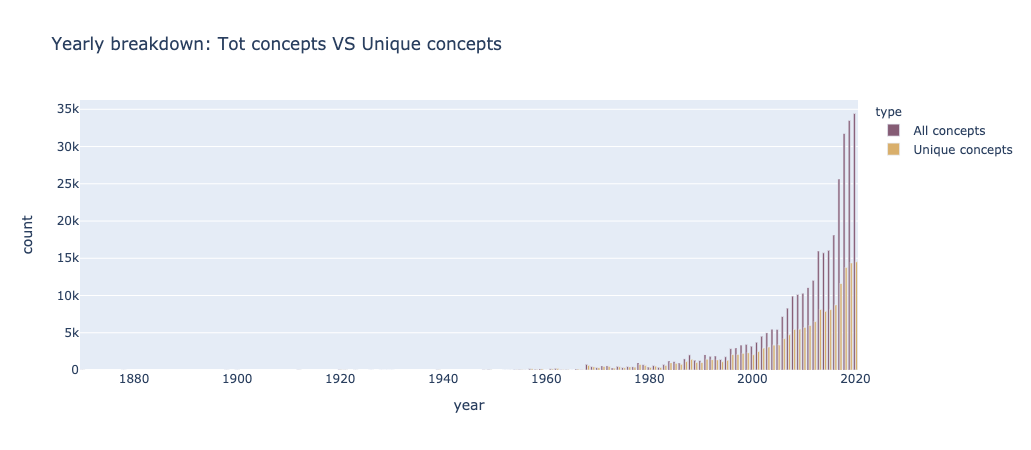 Yearly breakdown: Tot concepts VS Unique concepts
type
All concepts
Unique concepts
35k
30k
25k
20k
15k
10k
5k
0
count
1880 1900 1920 1940 1960 1980 2000 2020
year